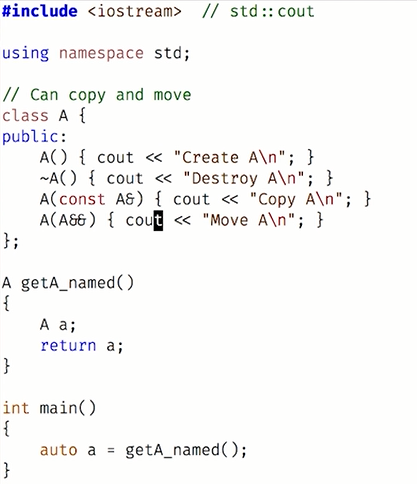 #include <iostream>  // std::cout
using namespace std;
// Can copy and move
class A {
public:
    A() { cout << "Create A\n"; }
    ~A() { cout << "Destroy A\n"; }
    A(const A&) { cout << "Copy A\n"; }
    A(A&&) { cout << "Move A\n"; }
};
A getA_named()
{
    A a;
    return a;
}
int main()
{
    auto a = getA_named();
}